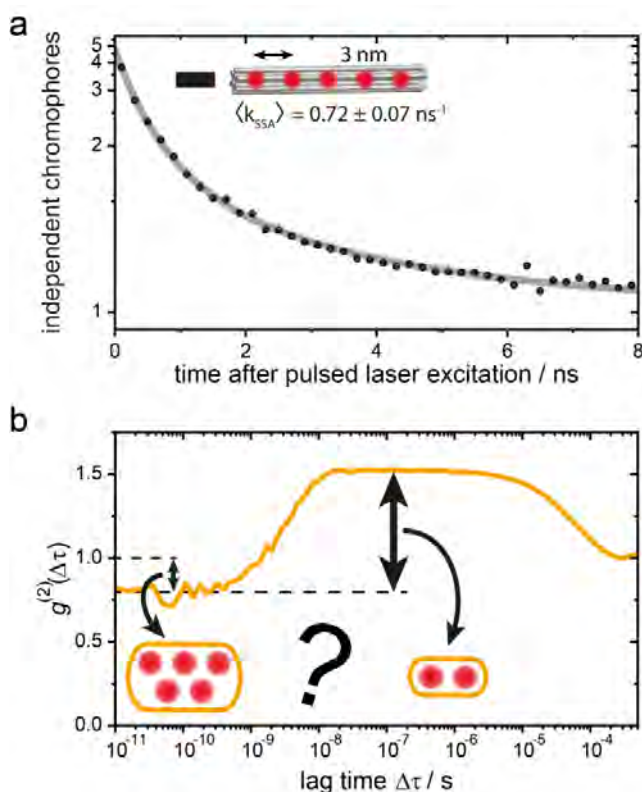 a
3 nm
⟨k_SSA⟩ = 0.72 ± 0.07 ns⁻¹
independent chromophores
5
4
3
2
1
0 2 4 6 8
time after pulsed laser excitation / ns
b
g⁽²⁾(Δτ)
1.5
1.0
0.5
0.0
?
10⁻¹¹ 10⁻¹⁰ 10⁻⁹ 10⁻⁸ 10⁻⁷ 10⁻⁶ 10⁻⁵ 10⁻⁴
lag time Δτ / s